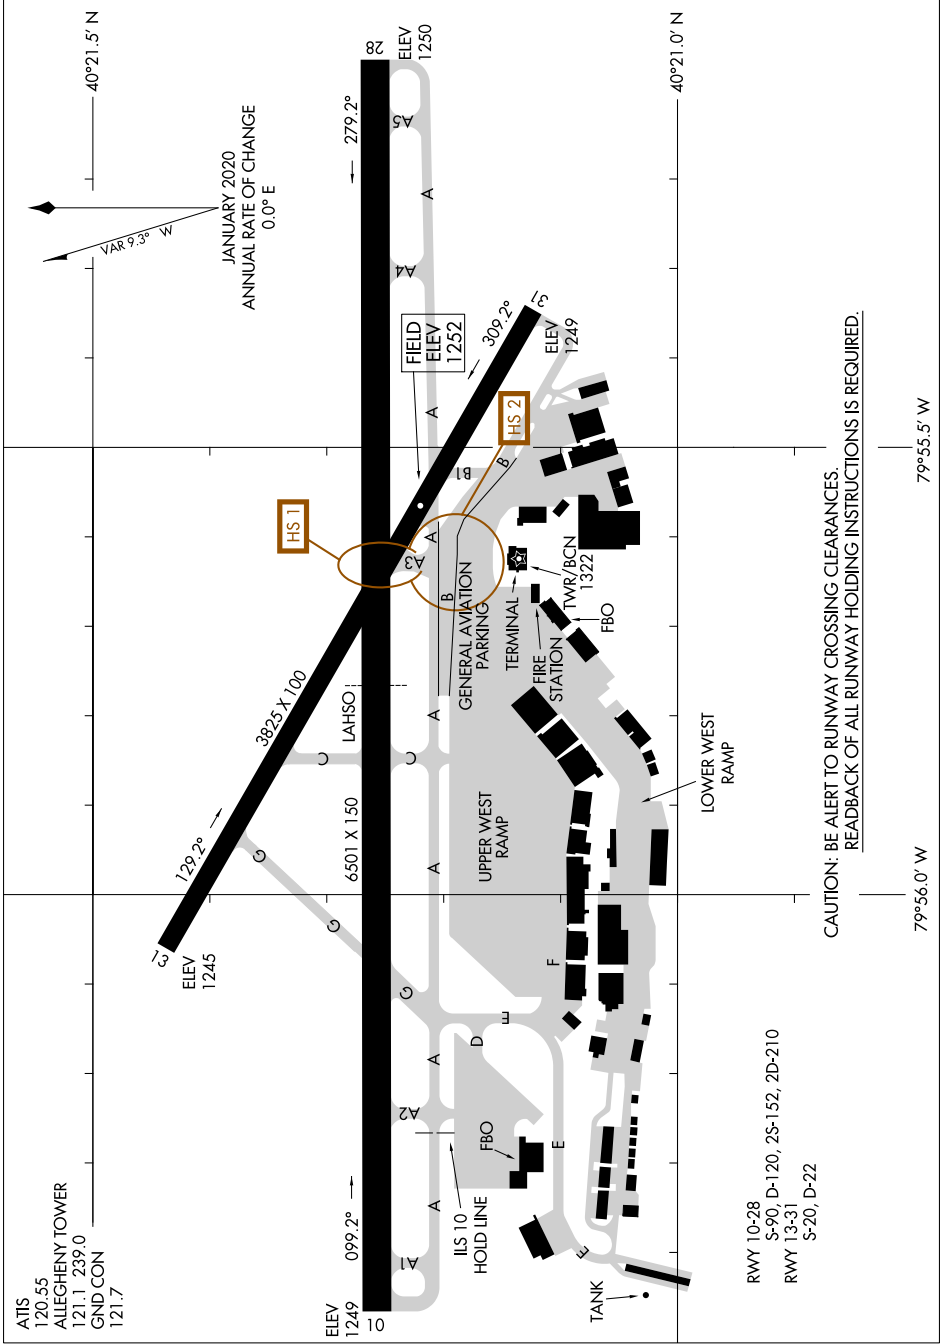 ATIS
120.55
ALLEGHENY TOWER
121.1 239.0
GND CON
121.7
40°21.5' N
40°21.0' N
79°55.5' W
79°56.0' W
JANUARY 2020
ANNUAL RATE OF CHANGE
0.0° E
VAR 9.3° W
28
ELEV
1250
279.2°
A5
A
A4
FIELD
ELEV
1252
309.2°
31
ELEV
1249
A
HS 2
HS 1
B1
B
A
A3
B
GENERAL AVIATION
PARKING
TERMINAL
TWR/BCN
1322
FIRE
STATION
FBO
3825 X 100
LAHSO
A
C
C
6501 X 150
UPPER WEST
RAMP
LOWER WEST
RAMP
A
129.2°
G
G
G
13
ELEV
1245
F
E
D
A
A2
FBO
E
ILS 10
HOLD LINE
A
099.2°
A1
ELEV
1249
10
E
TANK
RWY 10-28
S-90, D-120, 2S-152, 2D-210
RWY 13-31
S-20, D-22
CAUTION: BE ALERT TO RUNWAY CROSSING CLEARANCES.
READBACK OF ALL RUNWAY HOLDING INSTRUCTIONS IS REQUIRED.